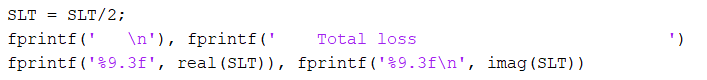 SLT = SLT/2;
fprintf('   \n'), fprintf('    Total loss                         ')
fprintf('%9.3f', real(SLT)), fprintf('%9.3f\n', imag(SLT))